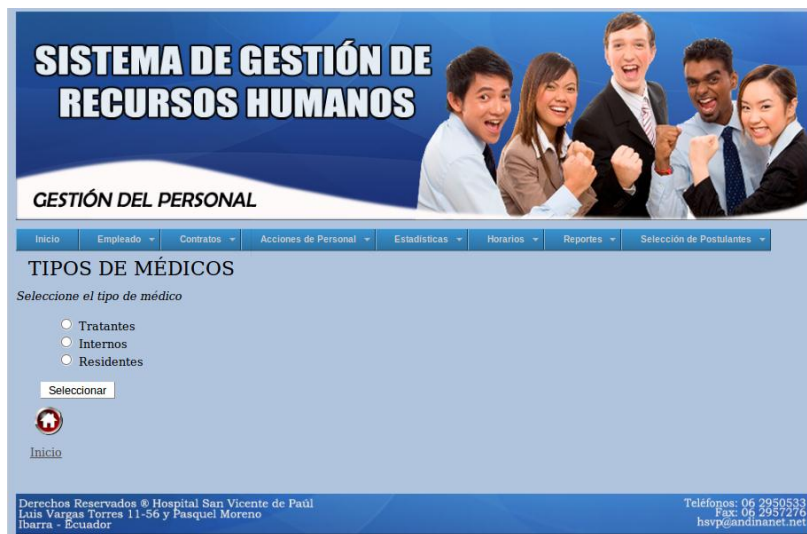 SISTEMA DE GESTIÓN DE
RECURSOS HUMANOS
GESTIÓN DEL PERSONAL
Inicio Empleado Contratos Acciones de Personal Estadísticas Horarios Reportes Selección de Postulantes
TIPOS DE MÉDICOS
Seleccione el tipo de médico
Tratantes
Internos
Residentes
Seleccionar
Inicio
Derechos Reservados ® Hospital San Vicente de Paúl
Luis Vargas Torres 11-56 y Pasquel Moreno
Ibarra - Ecuador
Teléfonos: 06 2950533
Fax: 06 2957276
hsvp@andinanet.net